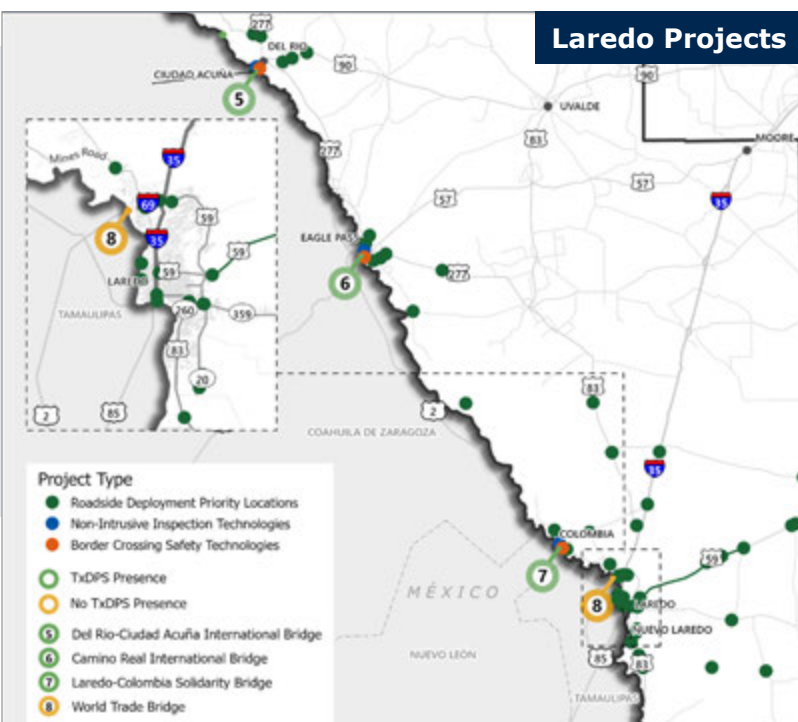 Laredo Projects
277
DEL RIO
90
90
CIUDAD ACUÑA
5
UVALDE
83
MOORE
277
57
57
35
Mines Road
35
69
59
8
35
59
EAGLE PASS
59
LAREDO
6
277
TAMAULIPAS
260
359
83
20
2
85
83
2
COAHUILA DE ZARAGOZA
35
Project Type
Roadside Deployment Priority Locations
Non-Intrusive Inspection Technologies
Border Crossing Safety Technologies
TxDPS Presence
No TxDPS Presence
5 Del Rio-Ciudad Acuña International Bridge
6 Camino Real International Bridge
7 Laredo-Colombia Solidarity Bridge
8 World Trade Bridge
COLOMBIA
59
7
MÉXICO
8
LAREDO
NUEVO LAREDO
NUEVO LEÓN
85
83
TAMAULIPAS